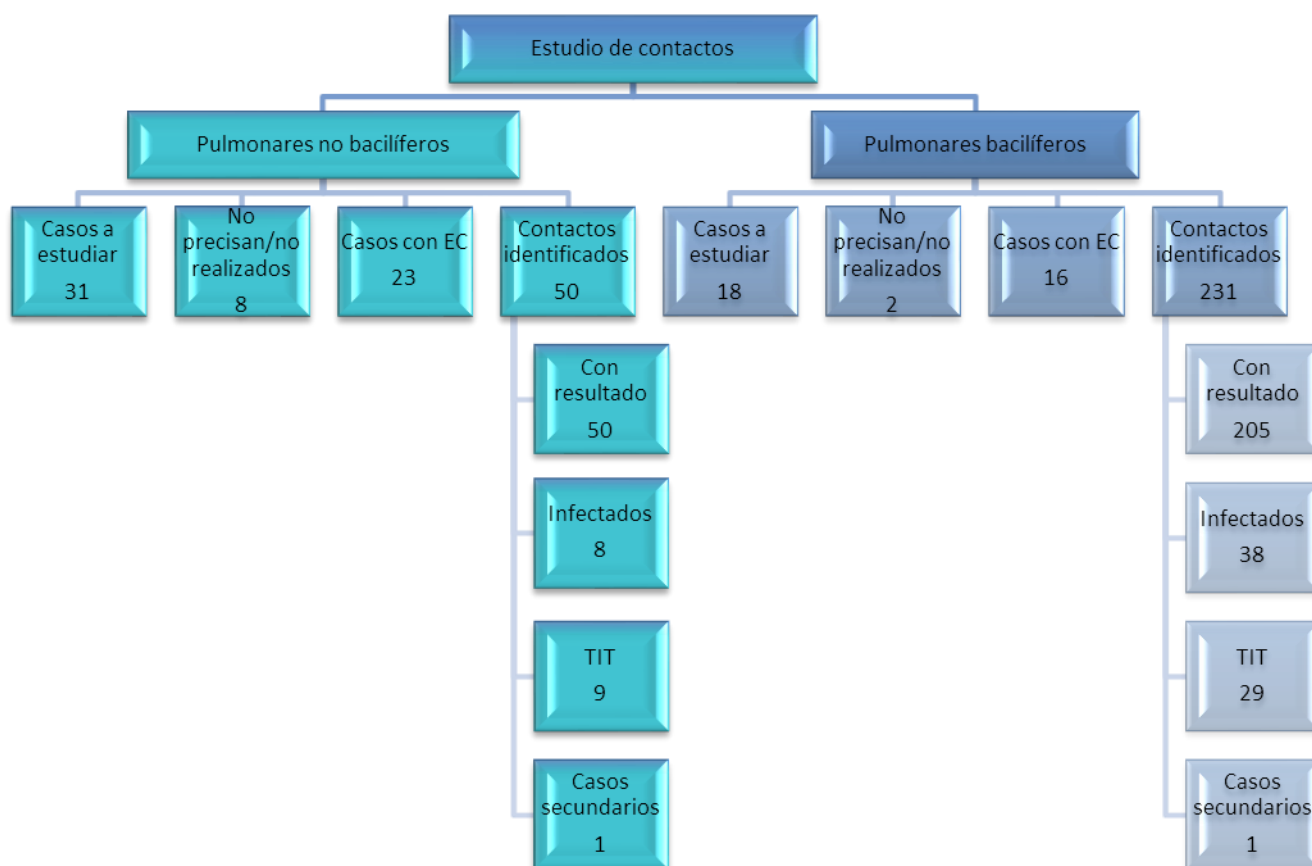 Estudio de contactos
Pulmonares no bacilíferos
Pulmonares bacilíferos
Casos a
estudiar
31
No
precisan/no
realizados
8
Casos con EC
23
Contactos
identificados
50
Casos a
estudiar
18
No
precisan/no
realizados
2
Casos con EC
16
Contactos
identificados
231
Con
resultado
50
Infectados
8
TIT
9
Casos
secundarios
1
Con
resultado
205
Infectados
38
TIT
29
Casos
secundarios
1